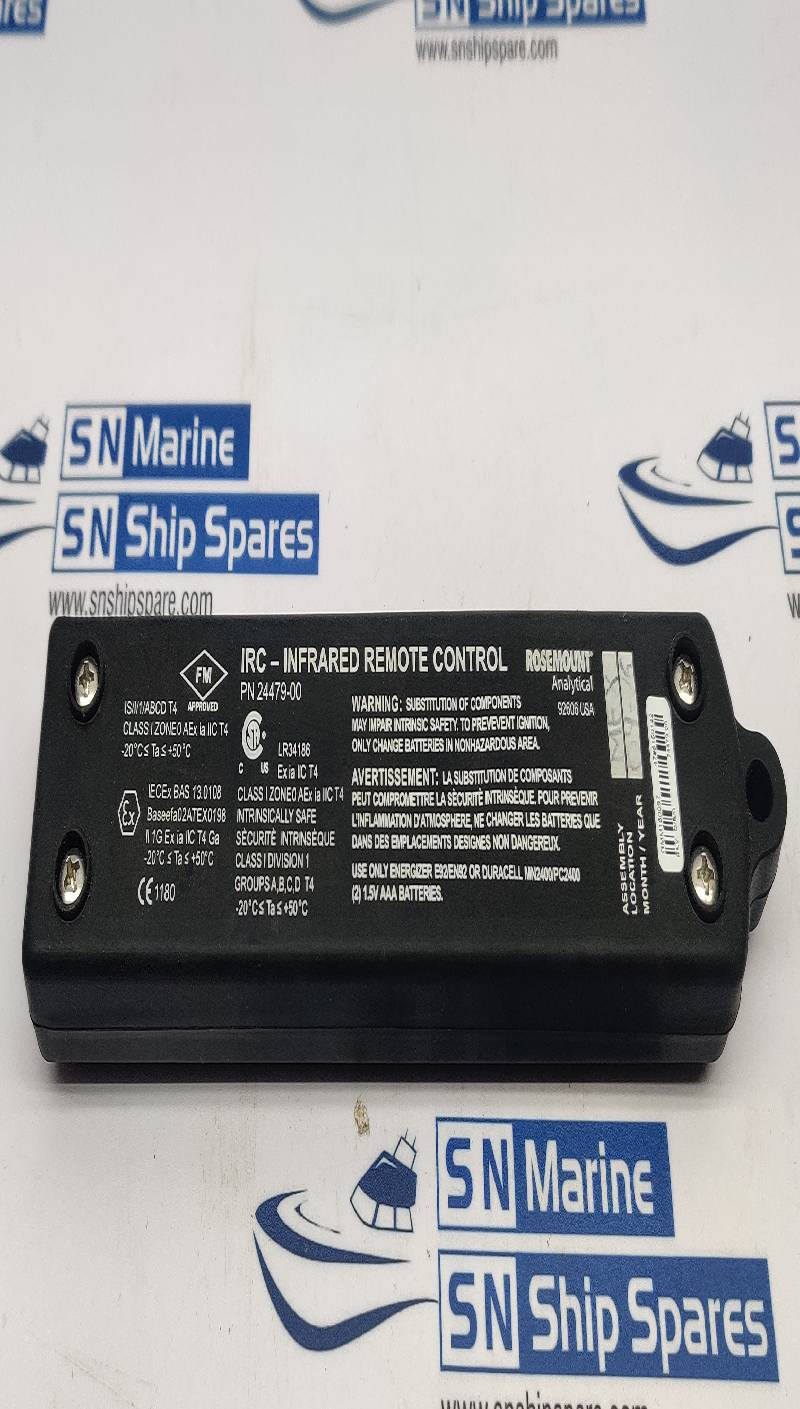 SN Ship Spares
www.snshipspare.com
SN Marine
SN Ship Spares
www.snshipspare.com
FM
APPROVED
IS/I/1/ABCD T4
CLASS I ZONE0 AEx ia IIC T4
-20°C ≤ Ta ≤ +50°C
IECEx BAS 13.0108
Ex
Baseefa02ATEX0198
II 1G Ex ia IIC T4 Ga
-20°C ≤ Ta ≤ +50°C
CE 1180
IRC – INFRARED REMOTE CONTROL
PN 24479-00
C US
LR34186
Ex ia IIC T4
CLASS I ZONE0 AEx ia IIC T4
INTRINSICALLY SAFE
SÉCURITÉ INTRINSÈQUE
CLASS I DIVISION 1
GROUPS A,B,C,D T4
-20°C ≤ Ta ≤ +50°C
ROSEMOUNT
Analytical
92606 USA
WARNING: SUBSTITUTION OF COMPONENTS
MAY IMPAIR INTRINSIC SAFETY. TO PREVEVENT IGNITION,
ONLY CHANGE BATTERIES IN NONHAZARDOUS AREA.
AVERTISSEMENT: LA SUBSTITUTION DE COMPOSANTS
PEUT COMPROMETTRE LA SÈCURITÈ INTRINSÈQUE. POUR PREVENIR
L'INFLAMMATION D'ATMOSPHERE, NE CHANGER LES BATTERIES QUE
DANS DES EMPLACEMENTS DESIGNES NON DANGEREUX.
USE ONLY ENERGIZER E92/EN92 OR DURACELL MN2400/PC2400
(2) 1.5V AAA BATTERIES.
ASSEMBLY
LOCATION
MONTH / YEAR
MEX
SN Marine
SN Ship Spares